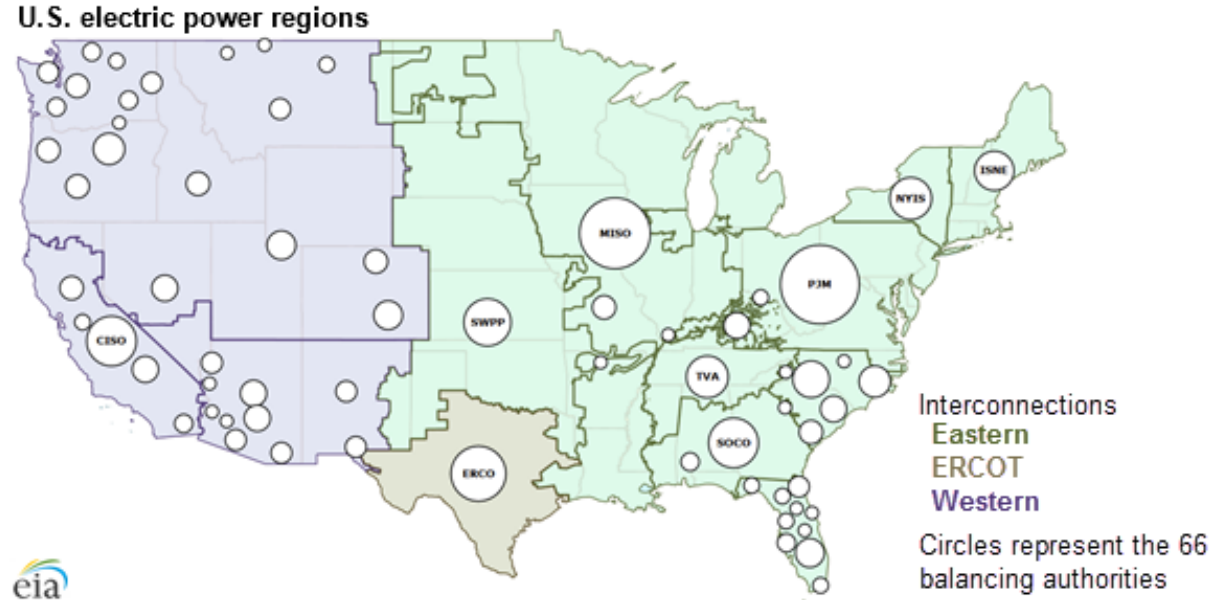 U.S. electric power regions
ISNE
NYIS
MISO
PJM
SWPP
CISO
TVA
SOCO
ERCO
Interconnections
Eastern
ERCOT
Western
Circles represent the 66
balancing authorities
eia